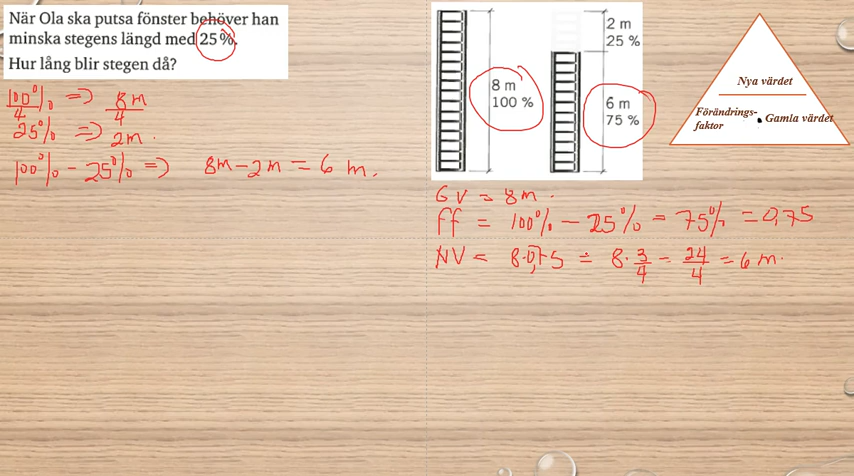 När Ola ska putsa fönster behöver han
minska stegens längd med 25 %.
Hur lång blir stegen då?
100% => 8m
4 4
25% => 2m.
100% - 25% => 8m - 2m = 6 m.
8 m
100 %
2 m
25 %
6 m
75 %
Nya värdet
Förändrings-
faktor
• Gamla värdet
GV = 8m.
ff = 100% - 25% = 75% = 0,75
NV = 8·0,75 = 8·3/4 = 24/4 = 6 m.